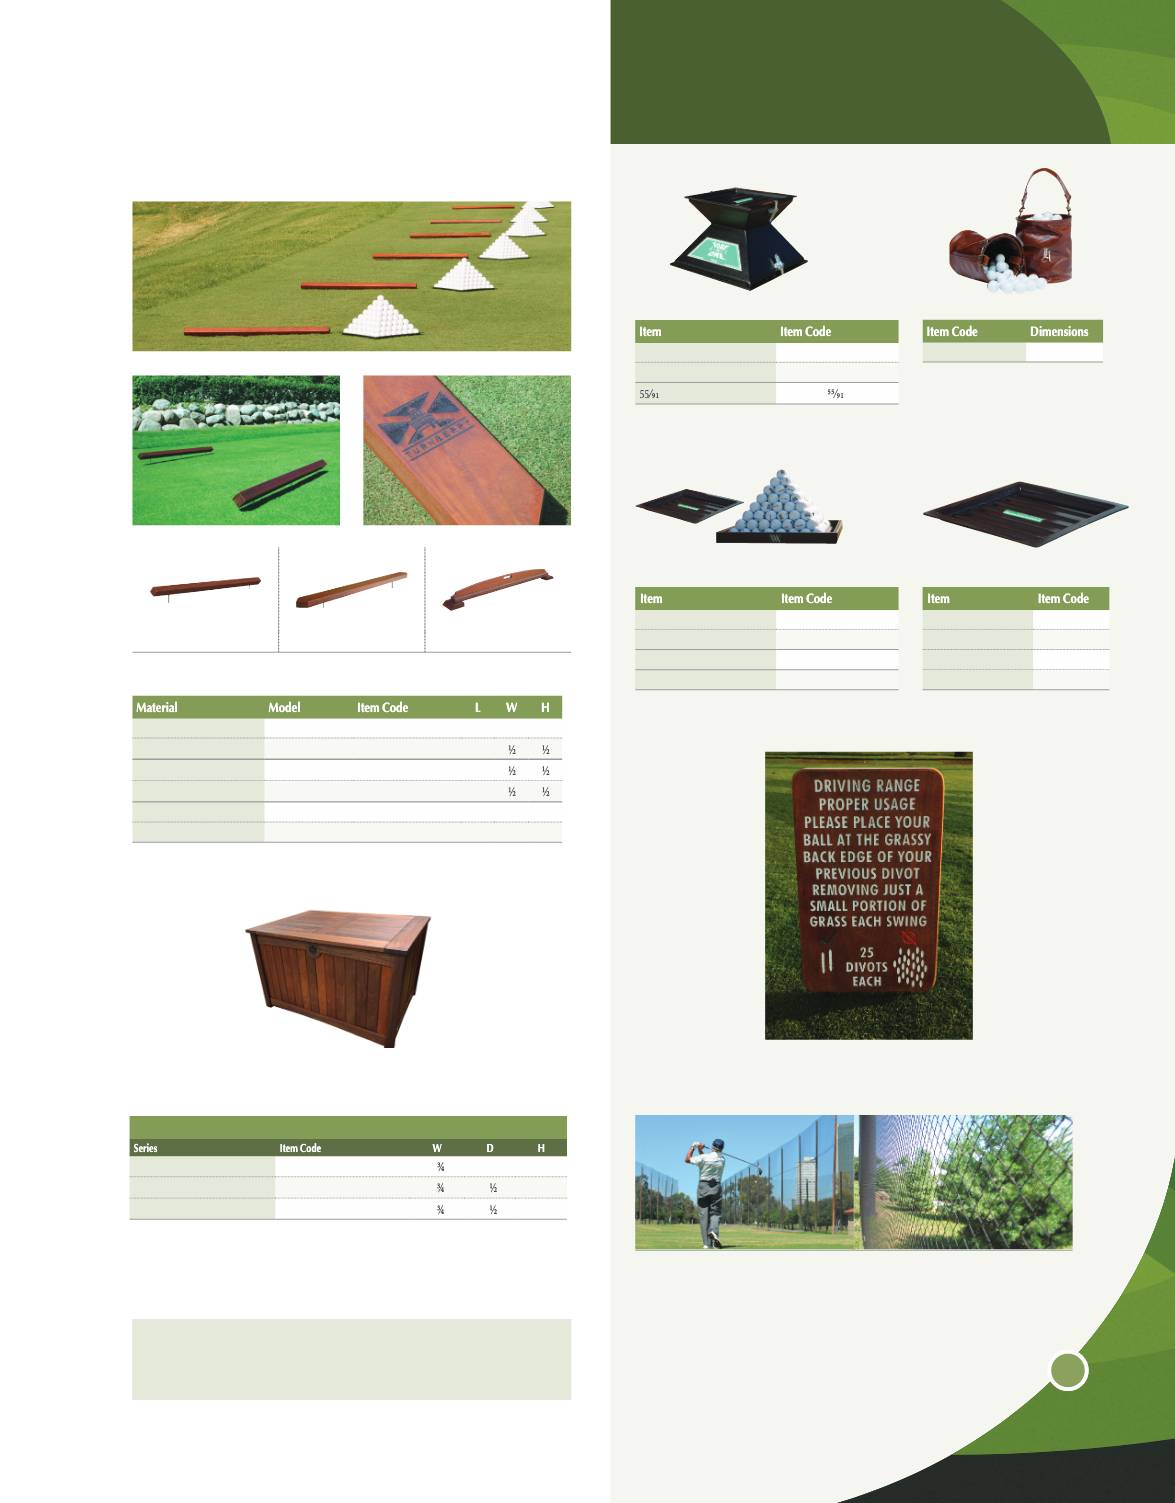 TURNBERRY
Material Model Item Code L W H
½ ½
½ ½
½ ½
Series Item Code W D H
¾
¾ ½
¾ ½
Item Item Code
55/91 55/91
Item Code Dimensions
Item Item Code
Item Item Code
DRIVING RANGE
PROPER USAGE
PLEASE PLACE YOUR
BALL AT THE GRASSY
BACK EDGE OF YOUR
PREVIOUS DIVOT
REMOVING JUST A
SMALL PORTION OF
GRASS EACH SWING
25
DIVOTS
EACH